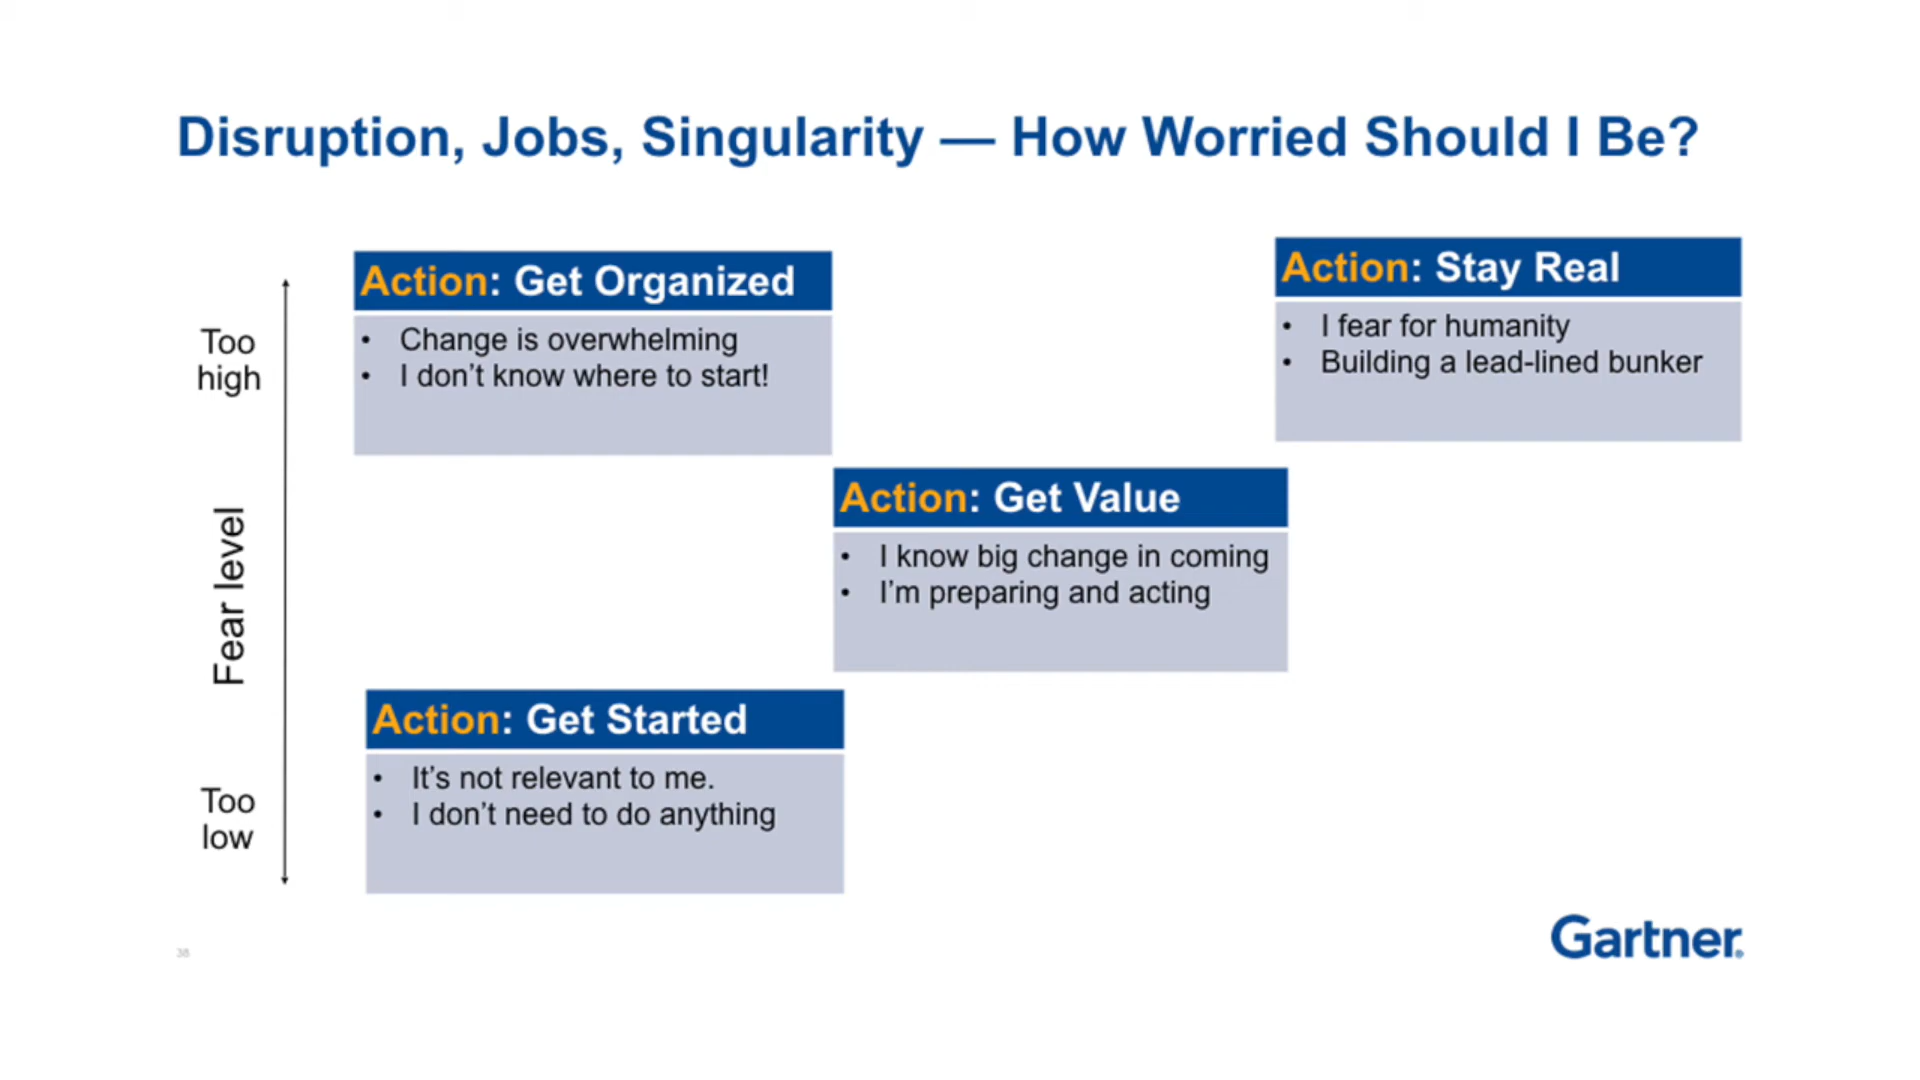 Disruption, Jobs, Singularity — How Worried Should I Be?
Too
high
Fear level
Too
low
Action: Get Organized
• Change is overwhelming
• I don’t know where to start!
Action: Stay Real
• I fear for humanity
• Building a lead-lined bunker
Action: Get Value
• I know big change in coming
• I’m preparing and acting
Action: Get Started
• It’s not relevant to me.
• I don’t need to do anything
38
Gartner®